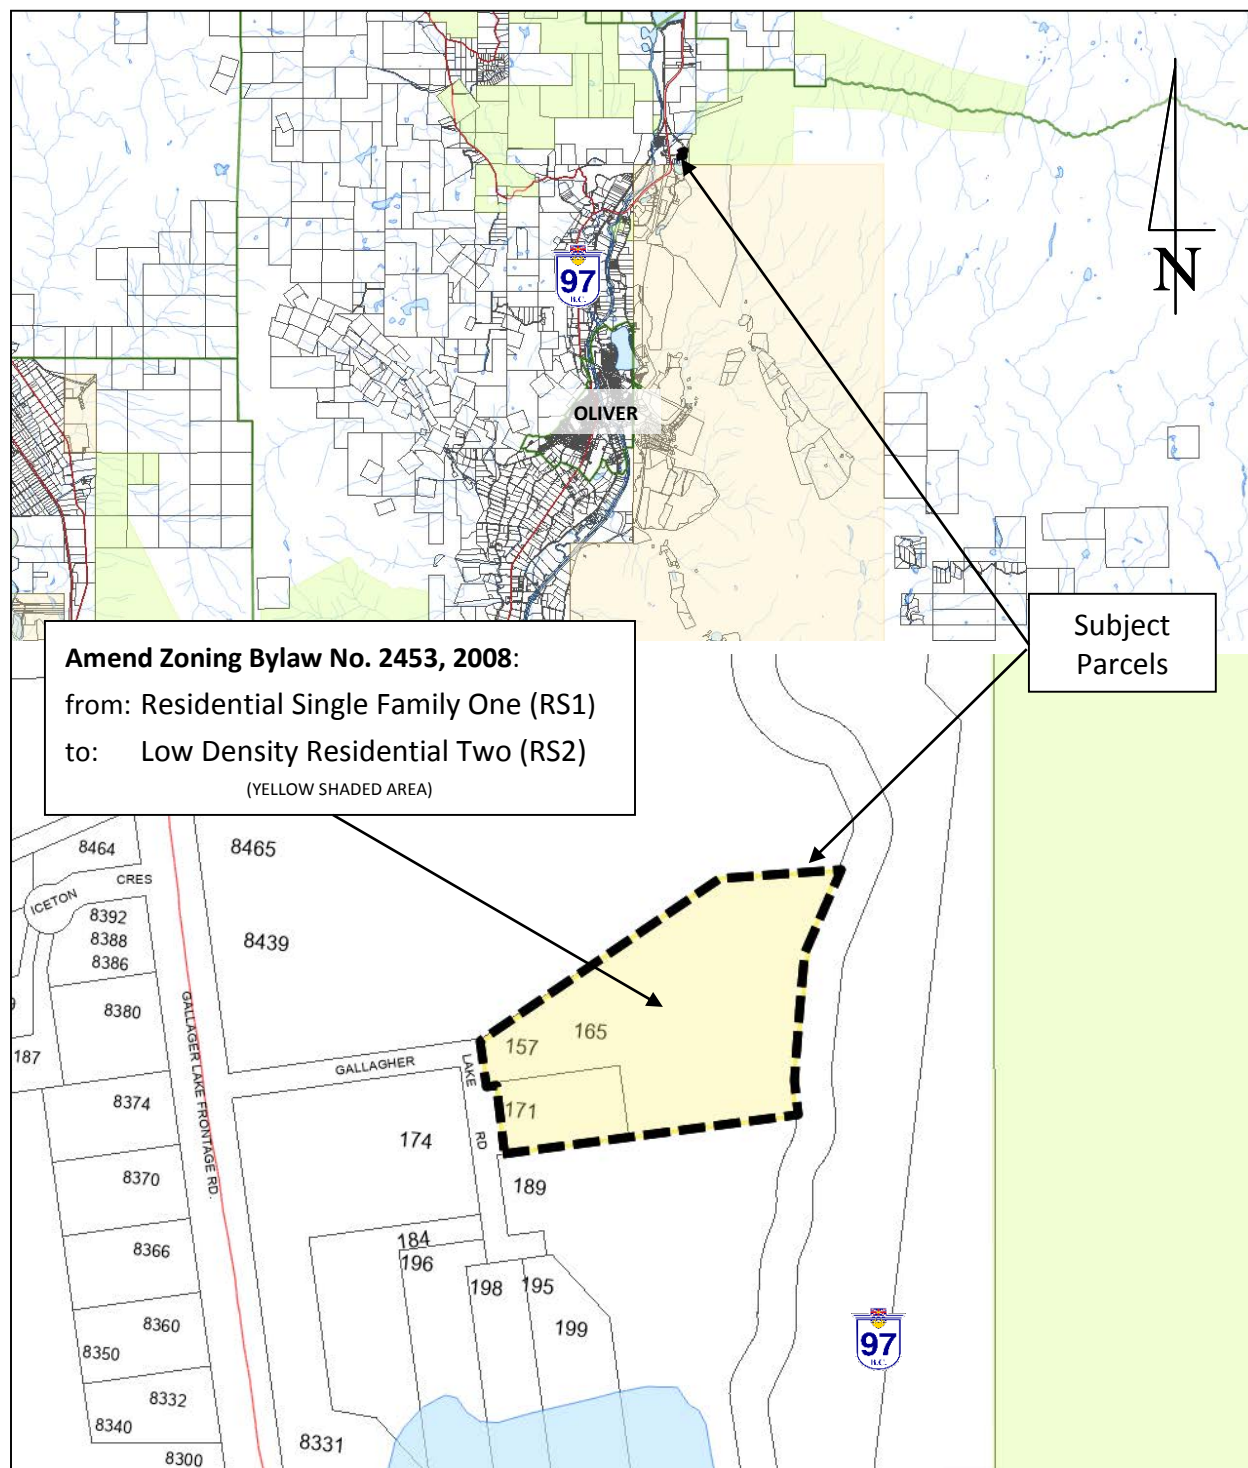 97
B.C.
N
OLIVER
Subject
Parcels
Amend Zoning Bylaw No. 2453, 2008:
from: Residential Single Family One (RS1)
to: Low Density Residential Two (RS2)
(YELLOW SHADED AREA)
8464
8465
CRES
ICETON
8392
8388
8386
8439
8380
GALLAGER LAKE FRONTAGE RD.
187
157
165
GALLAGHER
LAKE
RD
171
8374
174
8370
189
184
196
8366
198
195
199
8360
8350
97
B.C.
8332
8340
8331
8300